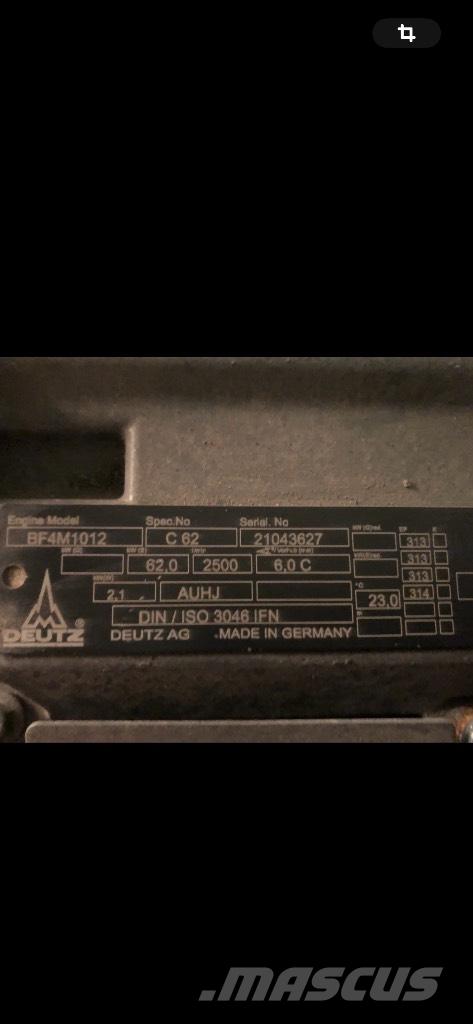 Engine Model Spec.No Serial. No
BF4M1012 C 62 21043627 313
62,0 2500 6,0 C 313
313
2,1 AUHJ 23,0 314
DIN / ISO 3046 IFN
DEUTZ ® DEUTZ AG MADE IN GERMANY
.MASCUS